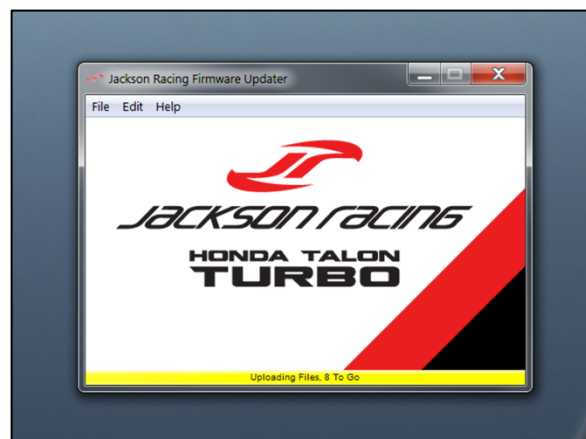 Jackson Racing Firmware Updater
File Edit Help
JACKSON RACING
HONDA TALON
TURBO
Uploading Files, 8 To Go